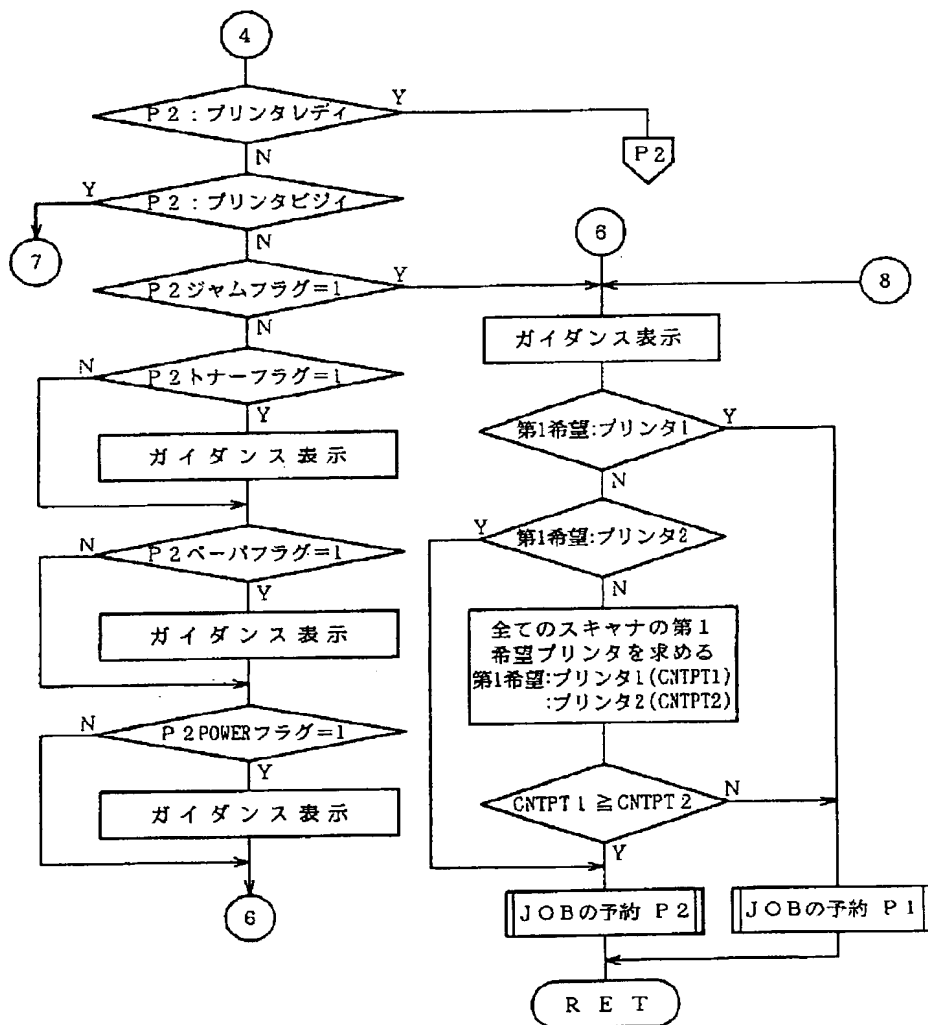 4
P2:プリンタレディ
Y
P2
N
P2:プリンタビジィ
Y
7
N
P2ジャムフラグ=1
Y
N
P2トナーフラグ=1
N
Y
ガイダンス表示
P2ペーパフラグ=1
N
Y
ガイダンス表示
P2POWERフラグ=1
N
Y
ガイダンス表示
6
6
8
ガイダンス表示
第1希望:プリンタ1
Y
N
第1希望:プリンタ2
Y
N
全てのスキャナの第1
希望プリンタを求める
第1希望:プリンタ1(CNTPT1)
:プリンタ2(CNTPT2)
CNTPT1≧CNTPT2
N
Y
JOBの予約 P2
JOBの予約 P1
RET